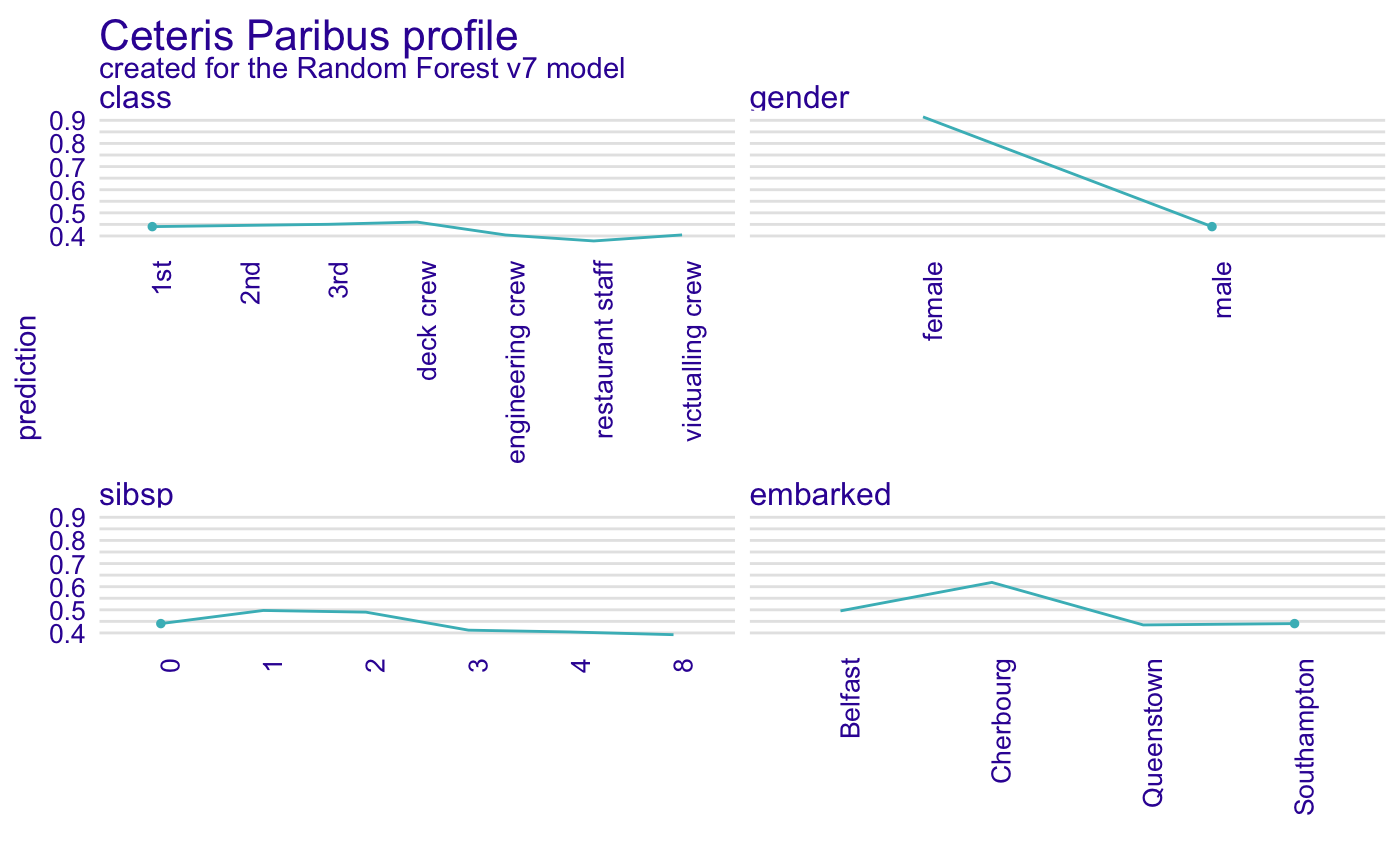 Ceteris Paribus profile
created for the Random Forest v7 model
class
gender
0.9
0.8
0.7
0.6
0.5
0.4
1st
2nd
3rd
deck crew
engineering crew
restaurant staff
victualling crew
female
male
prediction
sibsp
embarked
0.9
0.8
0.7
0.6
0.5
0.4
0
1
2
3
4
8
Belfast
Cherbourg
Queenstown
Southampton